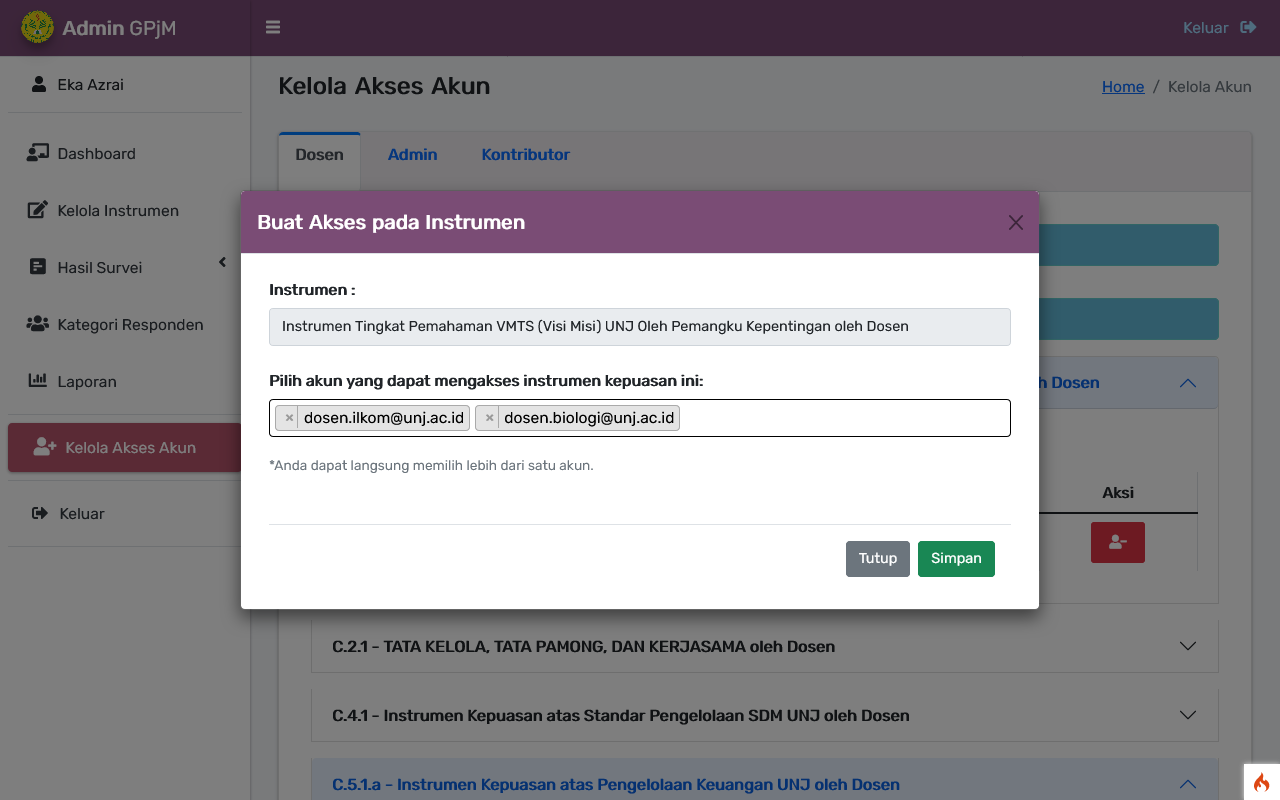 Admin GPjM
Keluar
Eka Azrai
Kelola Akses Akun
Home / Kelola Akun
Dashboard
Dosen
Admin
Kontributor
Kelola Instrumen
Buat Akses pada Instrumen
Hasil Survei
Instrumen :
Instrumen Tingkat Pemahaman VMTS (Visi Misi) UNJ Oleh Pemangku Kepentingan oleh Dosen
Kategori Responden
Laporan
Pilih akun yang dapat mengakses instrumen kepuasan ini:
Dosen
× dosen.ilkom@unj.ac.id
× dosen.biologi@unj.ac.id
Kelola Akses Akun
*Anda dapat langsung memilih lebih dari satu akun.
Aksi
Keluar
Tutup
Simpan
C.2.1 - TATA KELOLA, TATA PAMONG, DAN KERJASAMA oleh Dosen
C.4.1 - Instrumen Kepuasan atas Standar Pengelolaan SDM UNJ oleh Dosen
C.5.1.a - Instrumen Kepuasan atas Pengelolaan Keuangan UNJ oleh Dosen